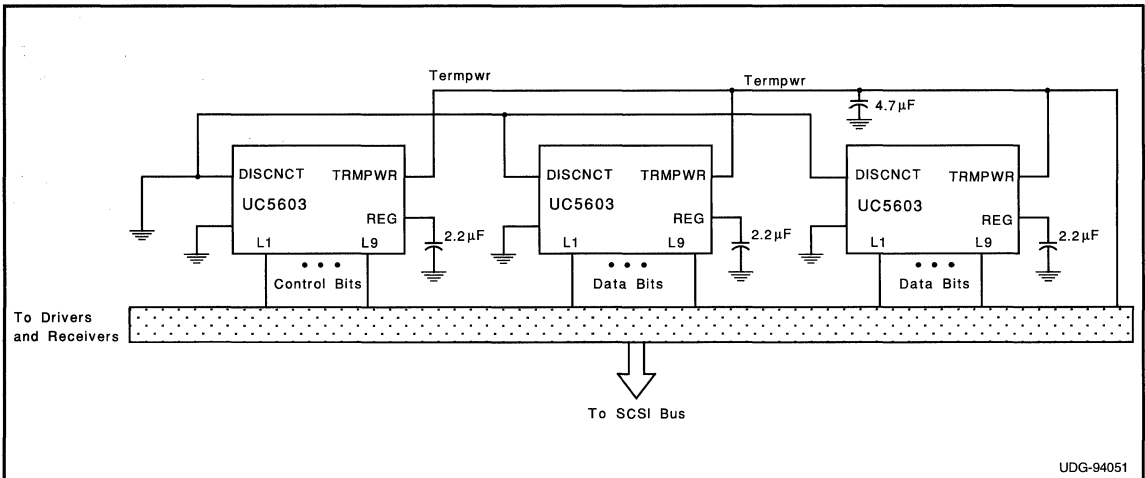 Termpwr
Termpwr
4.7µF
DISCNCT TRMPWR
UC5603
REG
L1 L9
2.2µF
Control Bits
DISCNCT TRMPWR
UC5603
REG
L1 L9
2.2µF
Data Bits
DISCNCT TRMPWR
UC5603
REG
L1 L9
2.2µF
Data Bits
To Drivers
and Receivers
To SCSI Bus
UDG-94051